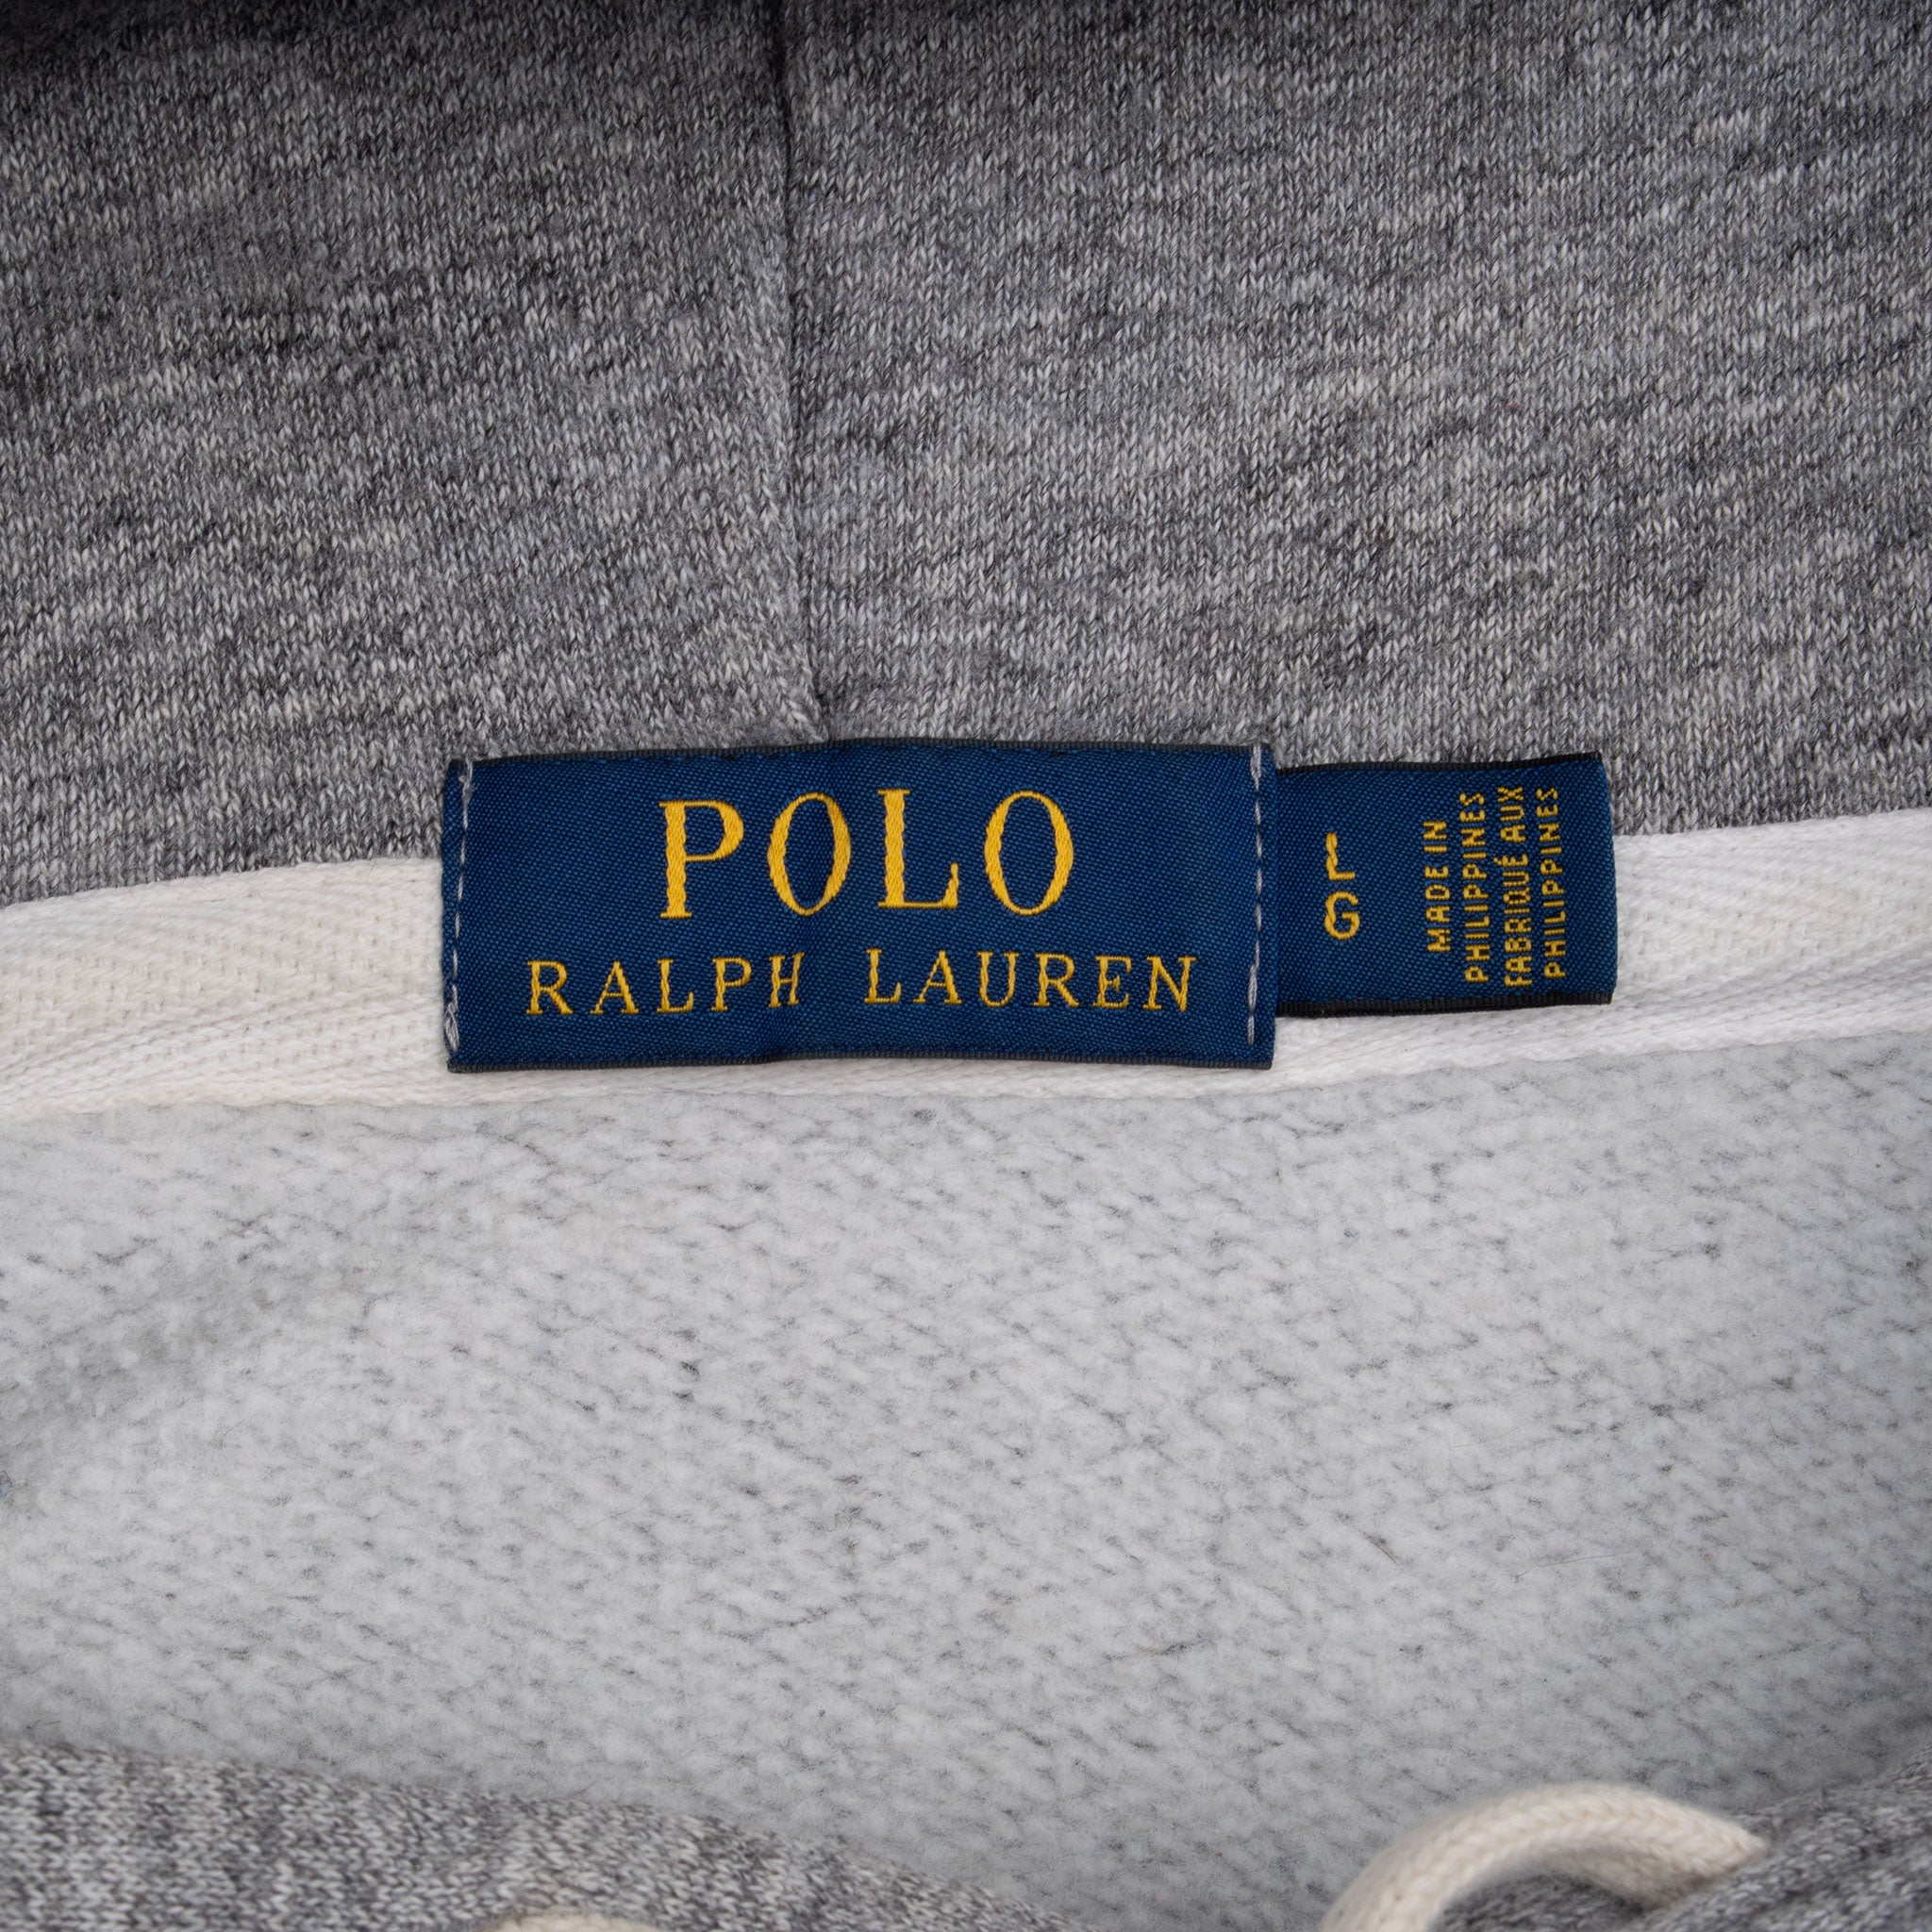 POLO
RALPH LAUREN
L
G
MADE IN
PHILIPPINES
FABRIQUÉ AUX
PHILIPPINES